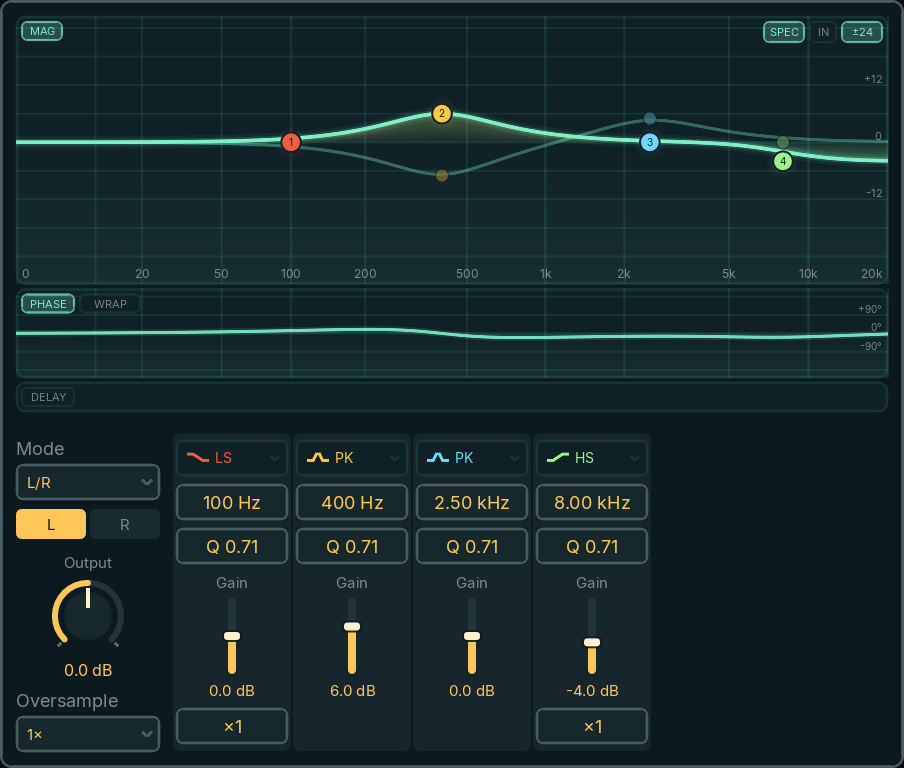 MAG SPEC IN ±24
+12
2
1 3 0
4
-12
0 20 50 100 200 500 1k 2k 5k 10k 20k
PHASE WRAP +90°
0°
-90°
DELAY
Mode
L/R
L R
Output
0.0 dB
Oversample
1×
LS PK PK HS
100 Hz 400 Hz 2.50 kHz 8.00 kHz
Q 0.71 Q 0.71 Q 0.71 Q 0.71
Gain Gain Gain Gain
0.0 dB 6.0 dB 0.0 dB -4.0 dB
×1 ×1